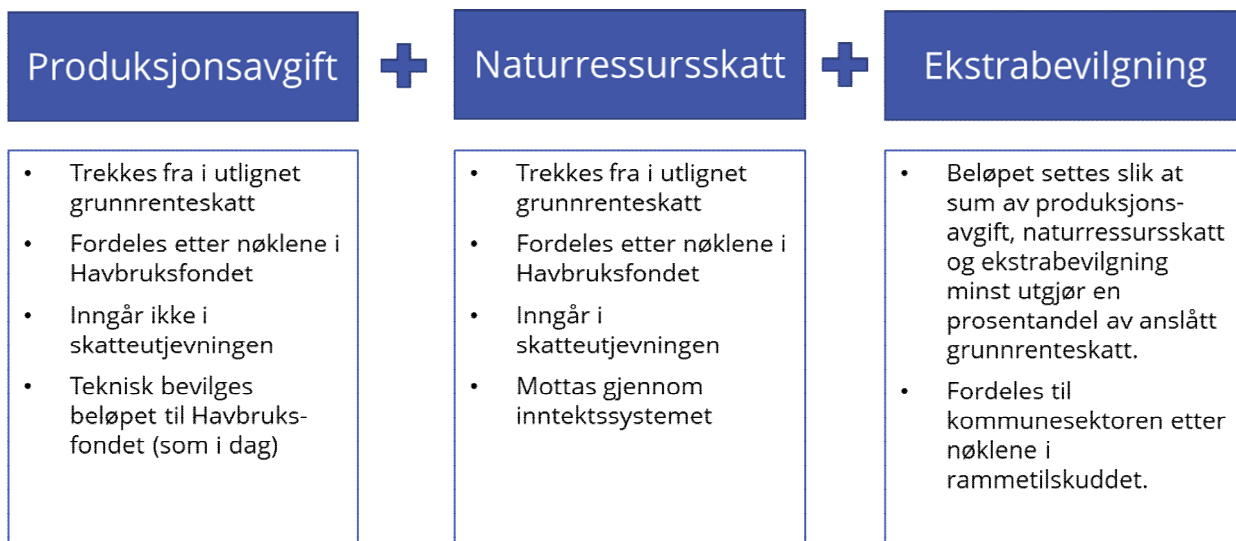 Produksjonsavgift
Naturressursskatt
Ekstrabevilgning
• Trekkes fra i utlignet
grunnrenteskatt
• Fordeles etter nøklene i
Havbruksfondet
• Inngår ikke i
skatteutjevningen
• Teknisk bevilges
beløpet til Havbruks-
fondet (som i dag)
• Trekkes fra i utlignet
grunnrenteskatt
• Fordeles etter nøklene i
Havbruksfondet
• Inngår i
skatteutjevningen
• Mottas gjennom
inntektssystemet
• Beløpet settes slik at
sum av produksjons-
avgift, naturressursskatt
og ekstrabevilgning
minst utgjør en
prosentandel av anslått
grunnrenteskatt.
• Fordeles til
kommunesektoren etter
nøklene i
rammetilskuddet.